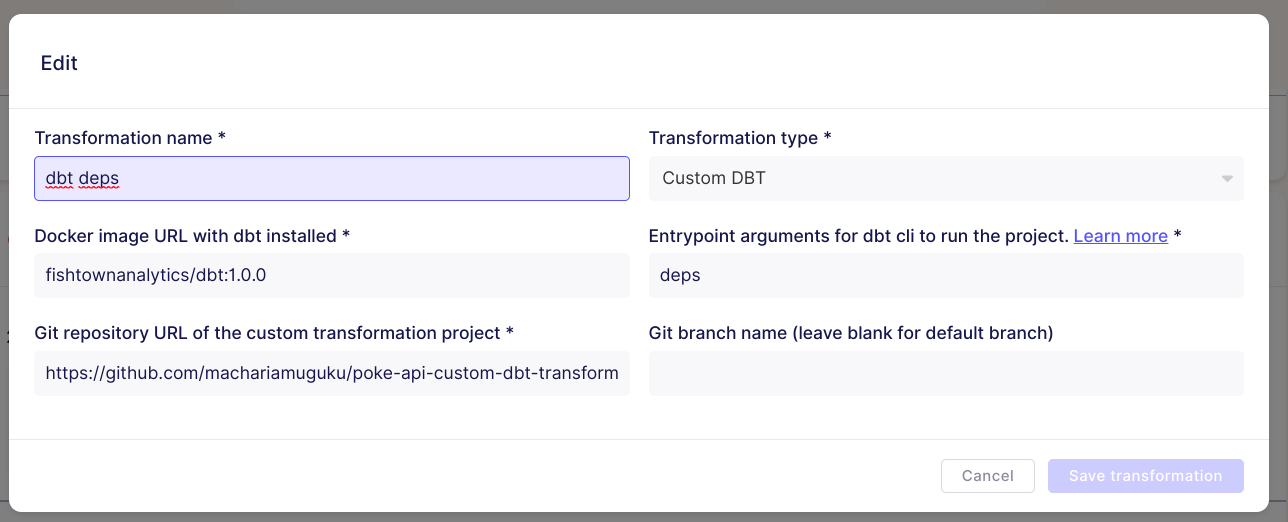 Edit
Transformation name *
Transformation type *
dbt deps
Custom DBT
Docker image URL with dbt installed *
Entrypoint arguments for dbt cli to run the project. Learn more *
fishtownanalytics/dbt:1.0.0
deps
Git repository URL of the custom transformation project *
Git branch name (leave blank for default branch)
https://github.com/machariamuguku/poke-api-custom-dbt-transform
Cancel
Save transformation